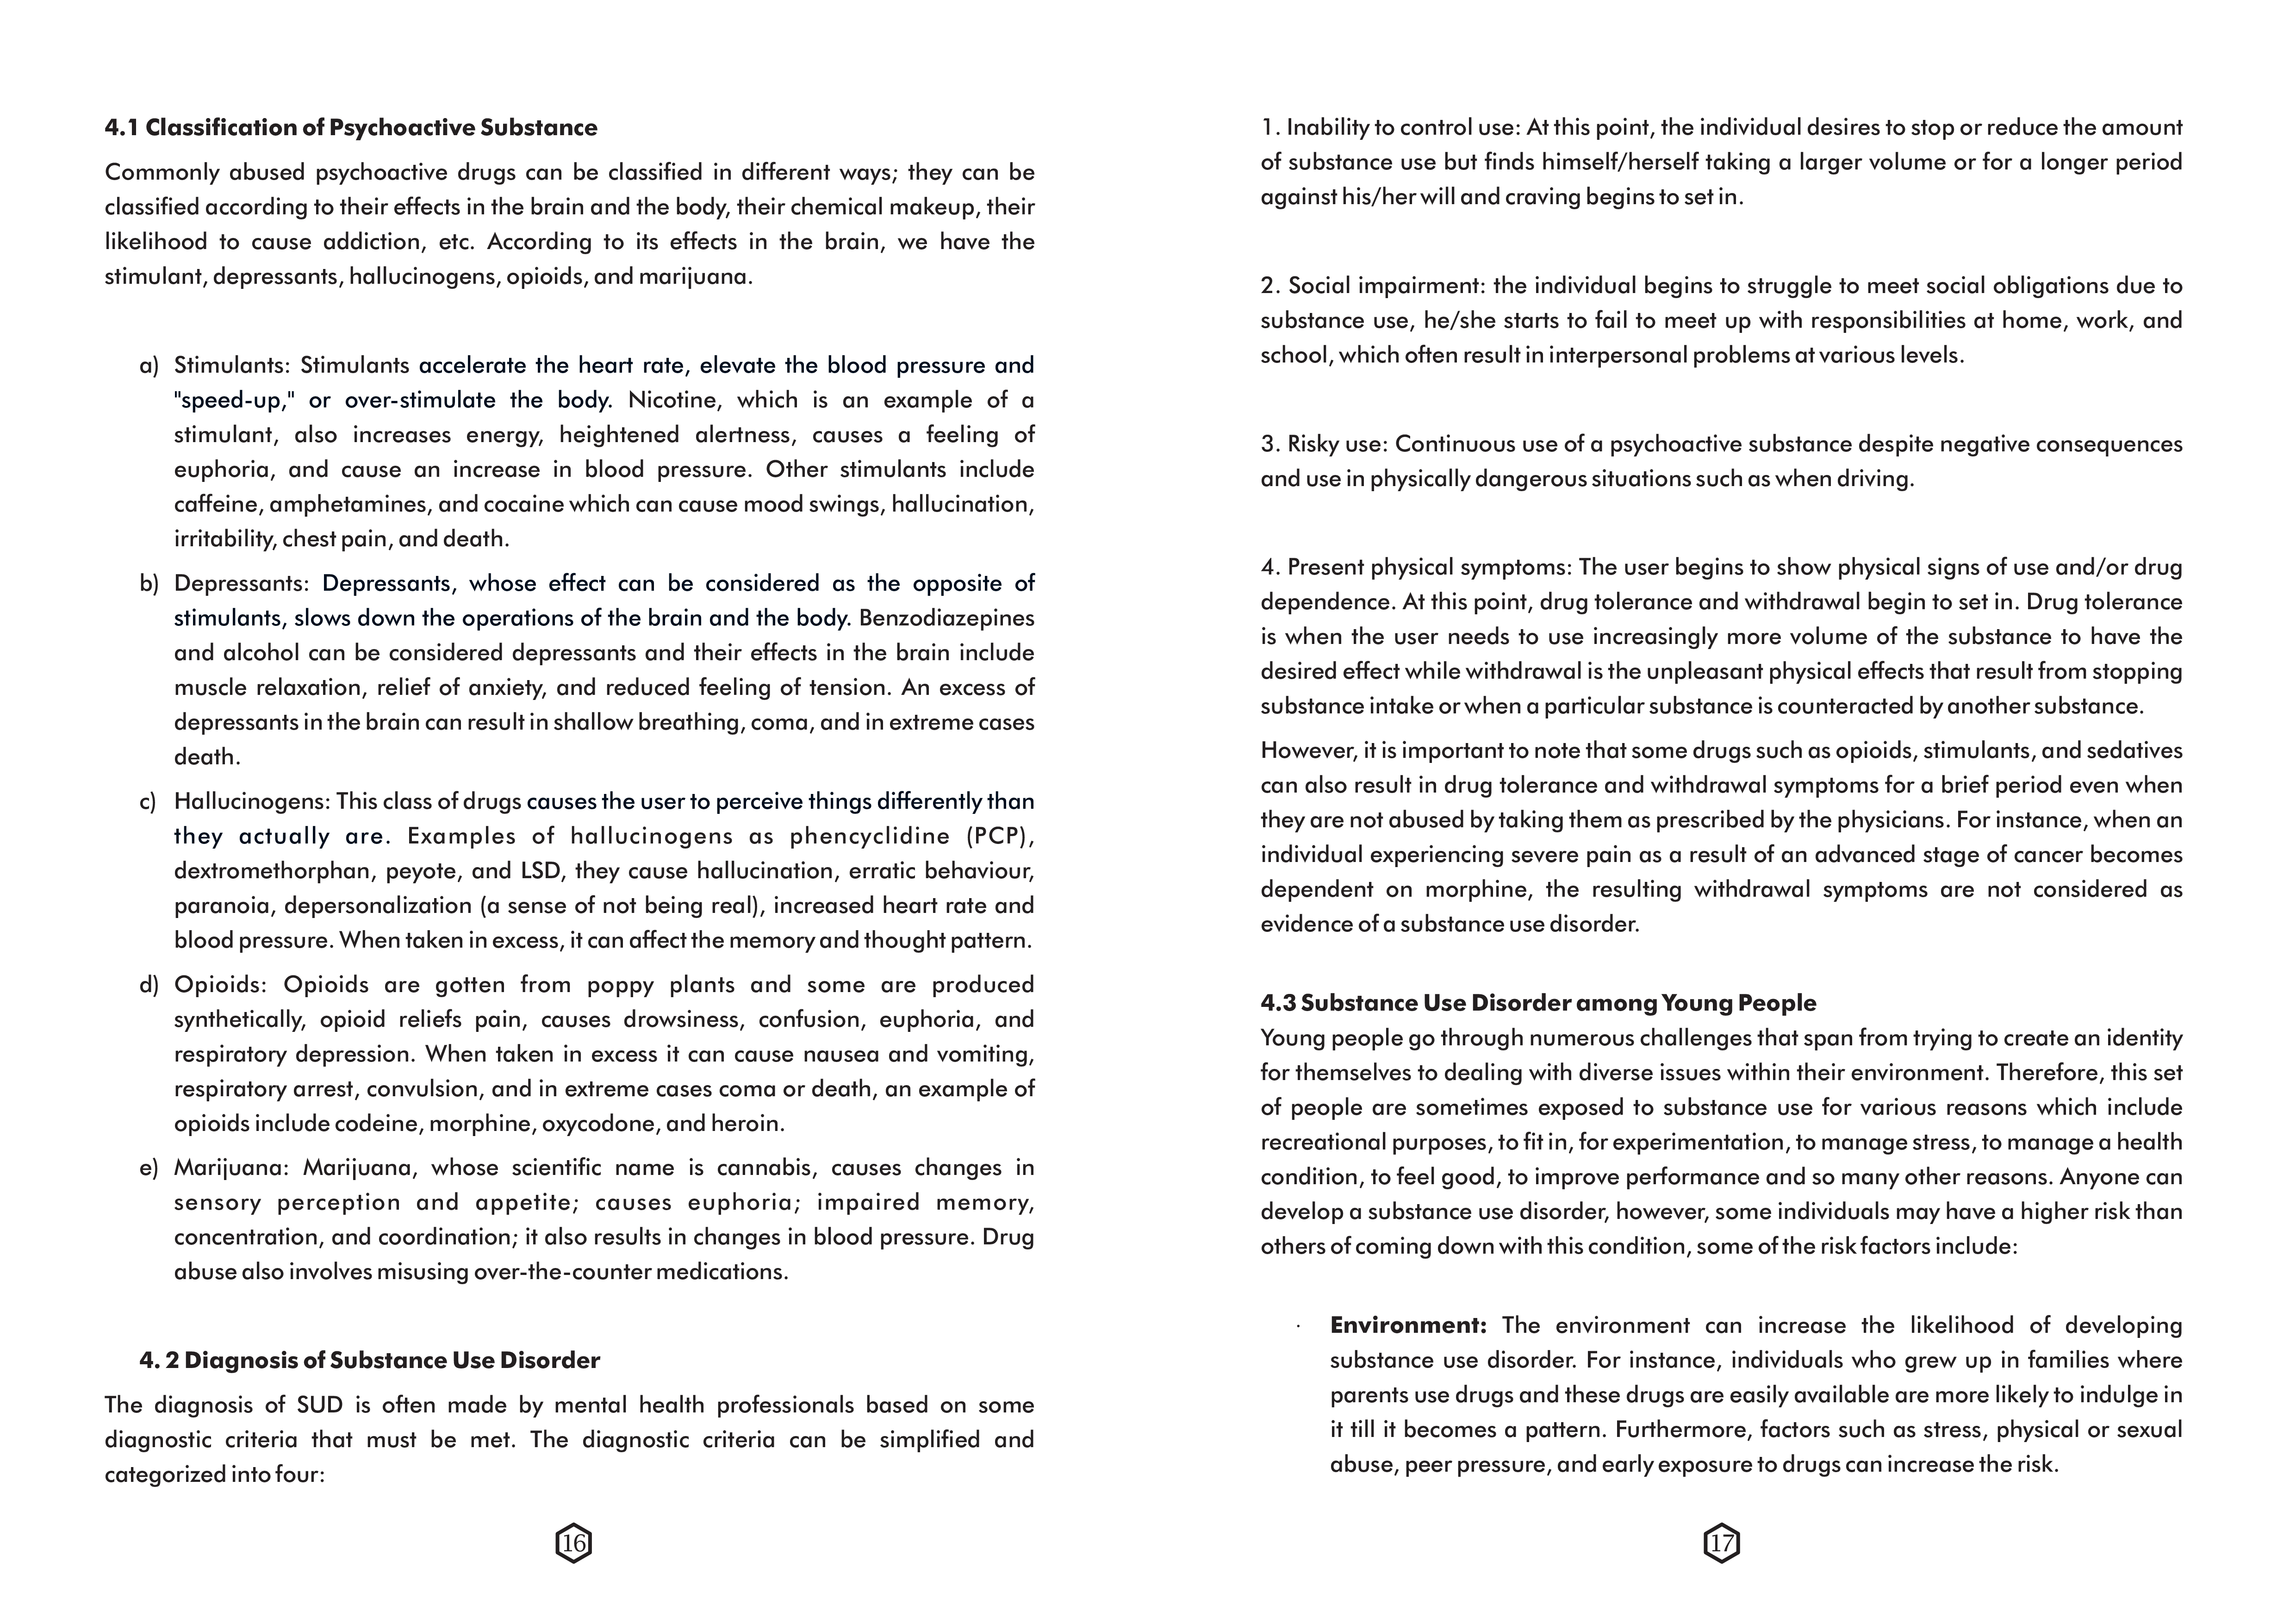 4.1 Classification of Psychoactive Substance
Commonly abused psychoactive drugs can be classified in different ways; they can be
classified according to their effects in the brain and the body, their chemical makeup, their
likelihood to cause addiction, etc. According to its effects in the brain, we have the
stimulant, depressants, hallucinogens, opioids, and marijuana.
a) Stimulants: Stimulants accelerate the heart rate, elevate the blood pressure and
"speed-up," or over-stimulate the body. Nicotine, which is an example of a
stimulant, also increases energy, heightened alertness, causes a feeling of
euphoria, and cause an increase in blood pressure. Other stimulants include
caffeine, amphetamines, and cocaine which can cause mood swings, hallucination,
irritability, chest pain, and death.
b) Depressants: Depressants, whose effect can be considered as the opposite of
stimulants, slows down the operations of the brain and the body. Benzodiazepines
and alcohol can be considered depressants and their effects in the brain include
muscle relaxation, relief of anxiety, and reduced feeling of tension. An excess of
depressants in the brain can result in shallow breathing, coma, and in extreme cases
death.
c) Hallucinogens: This class of drugs causes the user to perceive things differently than
they actually are. Examples of hallucinogens as phencyclidine (PCP),
dextromethorphan, peyote, and LSD, they cause hallucination, erratic behaviour,
paranoia, depersonalization (a sense of not being real), increased heart rate and
blood pressure. When taken in excess, it can affect the memory and thought pattern.
d) Opioids: Opioids are gotten from poppy plants and some are produced
synthetically, opioid reliefs pain, causes drowsiness, confusion, euphoria, and
respiratory depression. When taken in excess it can cause nausea and vomiting,
respiratory arrest, convulsion, and in extreme cases coma or death, an example of
opioids include codeine, morphine, oxycodone, and heroin.
e) Marijuana: Marijuana, whose scientific name is cannabis, causes changes in
sensory perception and appetite; causes euphoria; impaired memory,
concentration, and coordination; it also results in changes in blood pressure. Drug
abuse also involves misusing over-the-counter medications.
4. 2 Diagnosis of Substance Use Disorder
The diagnosis of SUD is often made by mental health professionals based on some
diagnostic criteria that must be met. The diagnostic criteria can be simplified and
categorized into four:
16
1. Inability to control use: At this point, the individual desires to stop or reduce the amount
of substance use but finds himself/herself taking a larger volume or for a longer period
against his/her will and craving begins to set in.
2. Social impairment: the individual begins to struggle to meet social obligations due to
substance use, he/she starts to fail to meet up with responsibilities at home, work, and
school, which often result in interpersonal problems at various levels.
3. Risky use: Continuous use of a psychoactive substance despite negative consequences
and use in physically dangerous situations such as when driving.
4. Present physical symptoms: The user begins to show physical signs of use and/or drug
dependence. At this point, drug tolerance and withdrawal begin to set in. Drug tolerance
is when the user needs to use increasingly more volume of the substance to have the
desired effect while withdrawal is the unpleasant physical effects that result from stopping
substance intake or when a particular substance is counteracted by another substance.
However, it is important to note that some drugs such as opioids, stimulants, and sedatives
can also result in drug tolerance and withdrawal symptoms for a brief period even when
they are not abused by taking them as prescribed by the physicians. For instance, when an
individual experiencing severe pain as a result of an advanced stage of cancer becomes
dependent on morphine, the resulting withdrawal symptoms are not considered as
evidence of a substance use disorder.
4.3 Substance Use Disorder among Young People
Young people go through numerous challenges that span from trying to create an identity
for themselves to dealing with diverse issues within their environment. Therefore, this set
of people are sometimes exposed to substance use for various reasons which include
recreational purposes, to fit in, for experimentation, to manage stress, to manage a health
condition, to feel good, to improve performance and so many other reasons. Anyone can
develop a substance use disorder, however, some individuals may have a higher risk than
others of coming down with this condition, some of the risk factors include:
· Environment: The environment can increase the likelihood of developing
substance use disorder. For instance, individuals who grew up in families where
parents use drugs and these drugs are easily available are more likely to indulge in
it till it becomes a pattern. Furthermore, factors such as stress, physical or sexual
abuse, peer pressure, and early exposure to drugs can increase the risk.
17